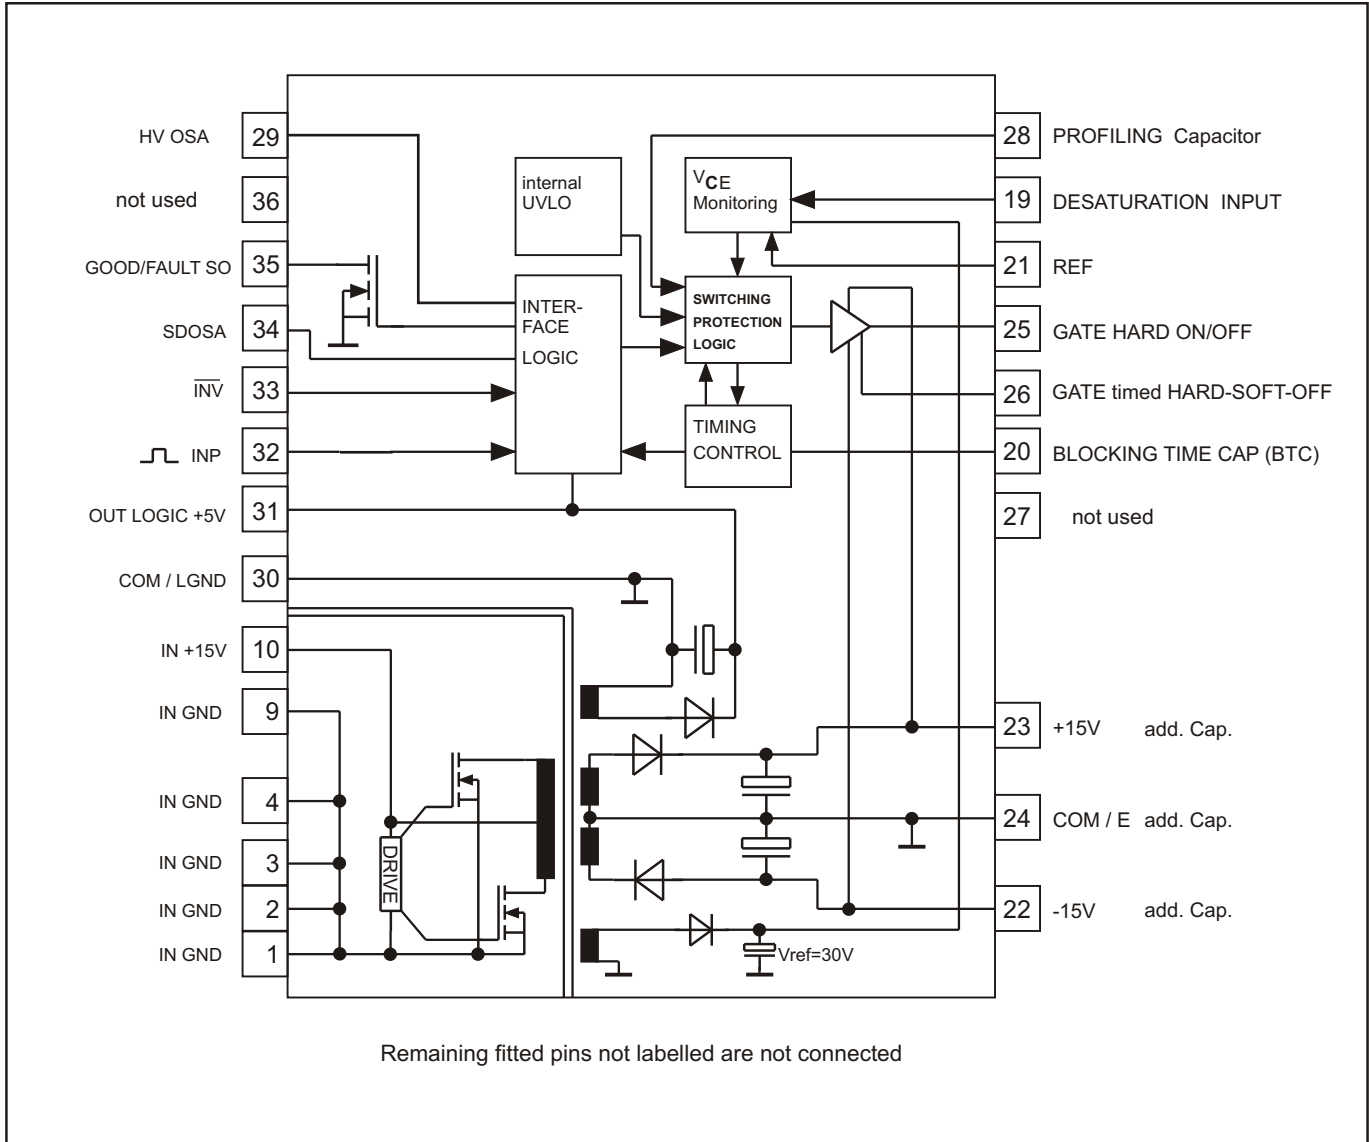 HV OSA 29
not used 36
GOOD/FAULT SO 35
SDOSA 34
INV 33
INP 32
OUT LOGIC +5V 31
COM / LGND 30
IN +15V 10
IN GND 9
IN GND 4
IN GND 3
IN GND 2
IN GND 1
internal
UVLO
VCE
Monitoring
INTER-
FACE
LOGIC
SWITCHING
PROTECTION
LOGIC
TIMING
CONTROL
DRIVE
Vref=30V
28 PROFILING Capacitor
19 DESATURATION INPUT
21 REF
25 GATE HARD ON/OFF
26 GATE timed HARD-SOFT-OFF
20 BLOCKING TIME CAP (BTC)
27 not used
23 +15V add. Cap.
24 COM / E add. Cap.
22 -15V add. Cap.
Remaining fitted pins not labelled are not connected